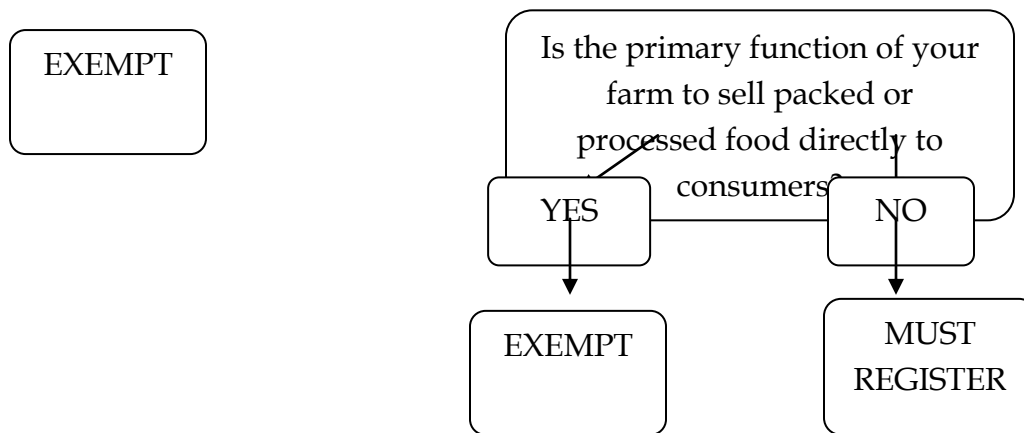 EXEMPT
Is the primary function of your
farm to sell packed or
processed food directly to
consumers?
YES
NO
EXEMPT
MUST
REGISTER